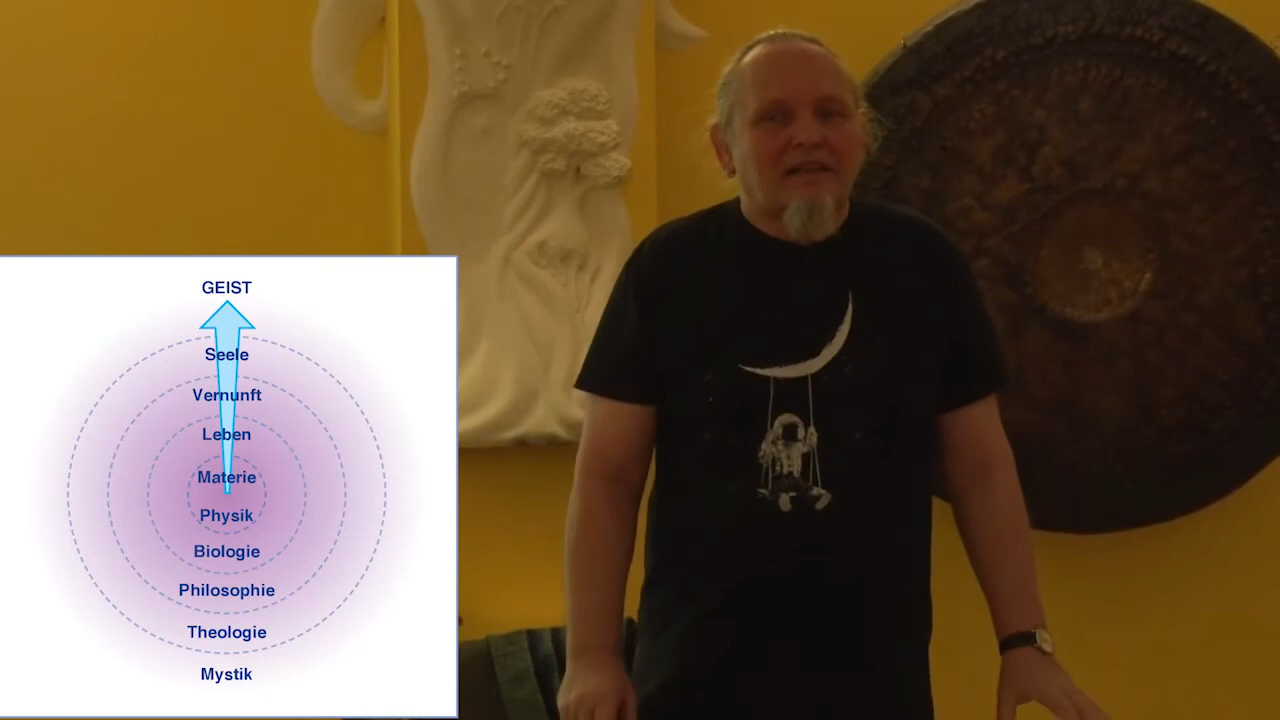 GEIST
Seele
Vernunft
Leben
Materie
Physik
Biologie
Philosophie
Theologie
Mystik